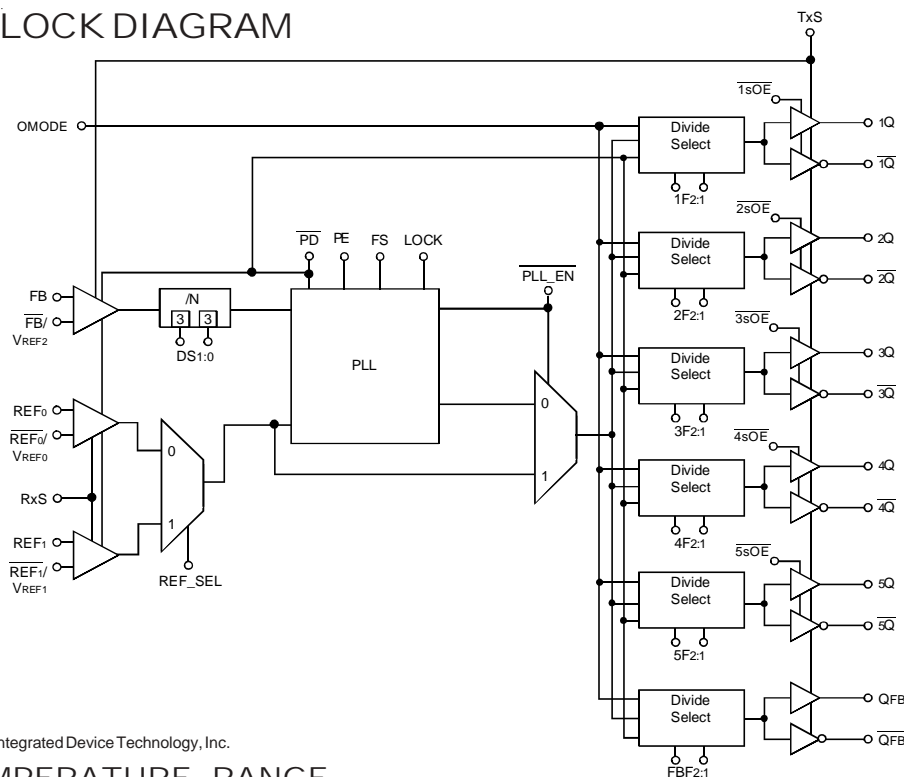 LOCK DIAGRAM
TxS
1sOE
OMODE
Divide Select
1Q
1Q
1F2:1
2sOE
PD
PE
FS
LOCK
PLL_EN
Divide Select
2Q
2Q
2F2:1
FB
FB/
VREF2
/N
3
3
DS1:0
PLL
3sOE
Divide Select
3Q
3Q
3F2:1
0
1
REF0
REF0/
VREF0
RxS
REF1
REF1/
VREF1
0
1
REF_SEL
4sOE
Divide Select
4Q
4Q
4F2:1
5sOE
Divide Select
5Q
5Q
5F2:1
Divide Select
QFB
QFB
FBF2:1
ntegrated Device Technology, Inc.
MPERATURE RANGE